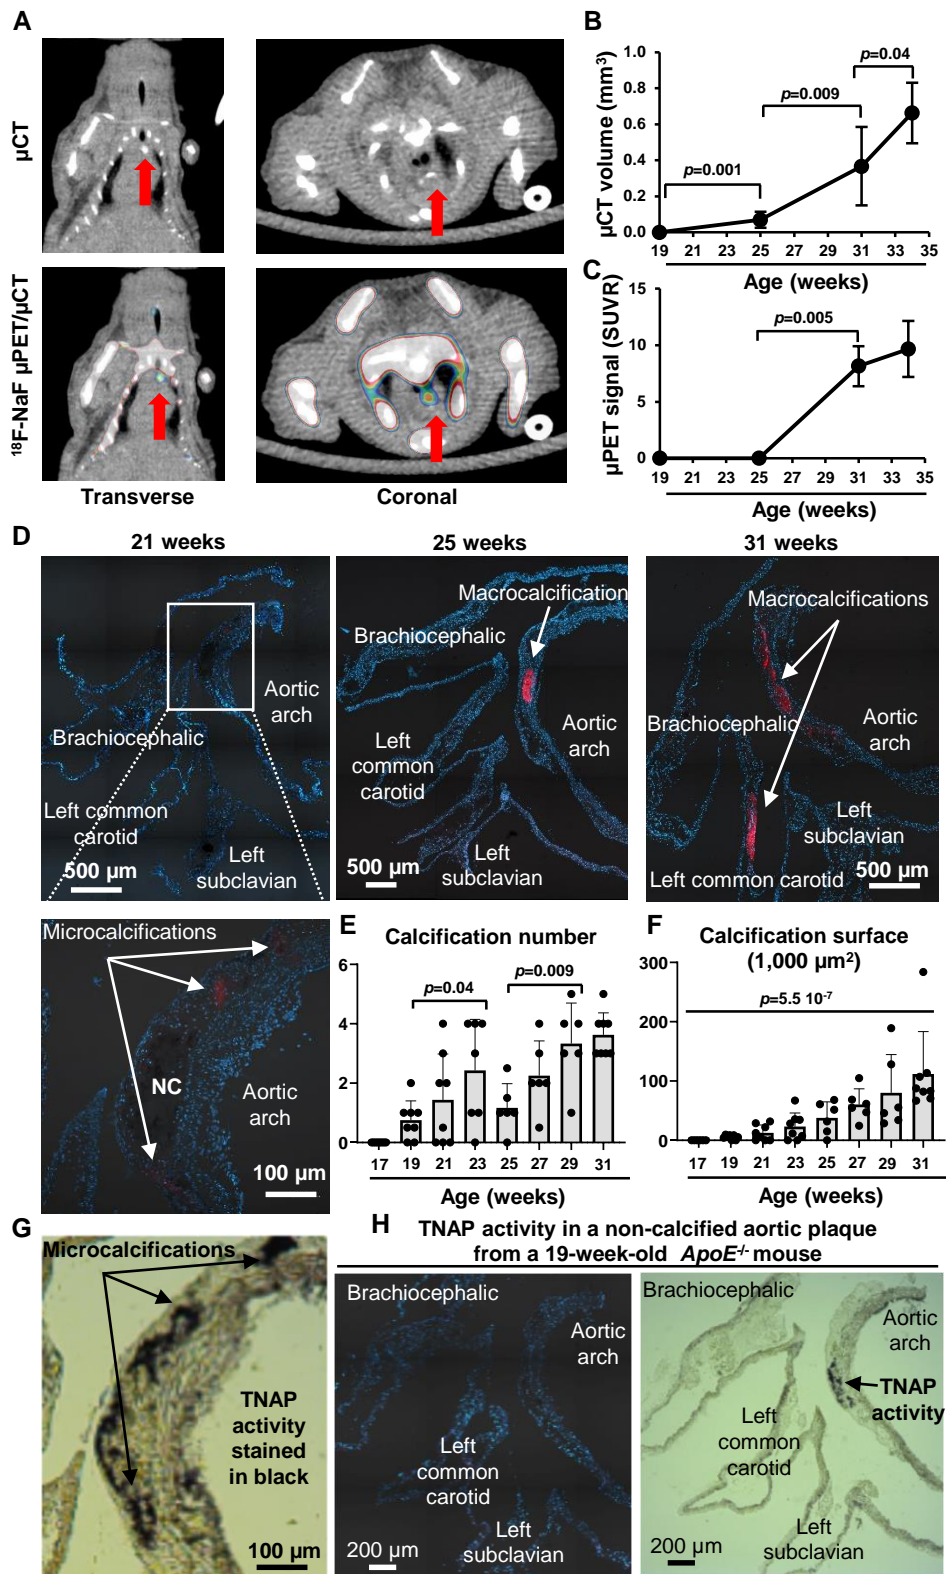 A
µCT
¹⁸F-NaF µPET/µCT
Transverse
Coronal
B
µCT volume (mm³)
1.0
0.8
0.6
0.4
0.2
0.0
p=0.001
p=0.009
p=0.04
19 21 23 25 27 29 31 33 35
Age (weeks)
C
µPET signal (SUVR)
15
10
5
0
p=0.005
19 21 23 25 27 29 31 33 35
Age (weeks)
D
21 weeks
Brachiocephalic
Aortic
arch
Left common
carotid
Left
subclavian
500 µm
25 weeks
Macrocalcification
Brachiocephalic
Aortic
arch
Left
common
carotid
Left
subclavian
500 µm
31 weeks
Macrocalcifications
Brachiocephalic
Aortic
arch
Left
subclavian
Left common carotid
500 µm
Microcalcifications
NC
Aortic
arch
100 µm
E
Calcification number
6
4
2
0
p=0.04
p=0.009
17 19 21 23 25 27 29 31
Age (weeks)
F
Calcification surface
(1,000 µm²)
300
200
100
0
p=5.5 10⁻⁷
17 19 21 23 25 27 29 31
Age (weeks)
G
Microcalcifications
TNAP
activity
stained
in black
100 µm
H
TNAP activity in a non-calcified aortic plaque
from a 19-week-old ApoE⁻/⁻ mouse
Brachiocephalic
Aortic
arch
Left
common
carotid
Left
subclavian
200 µm
Brachiocephalic
Aortic
arch
TNAP
activity
Left
common
carotid
Left
subclavian
200 µm